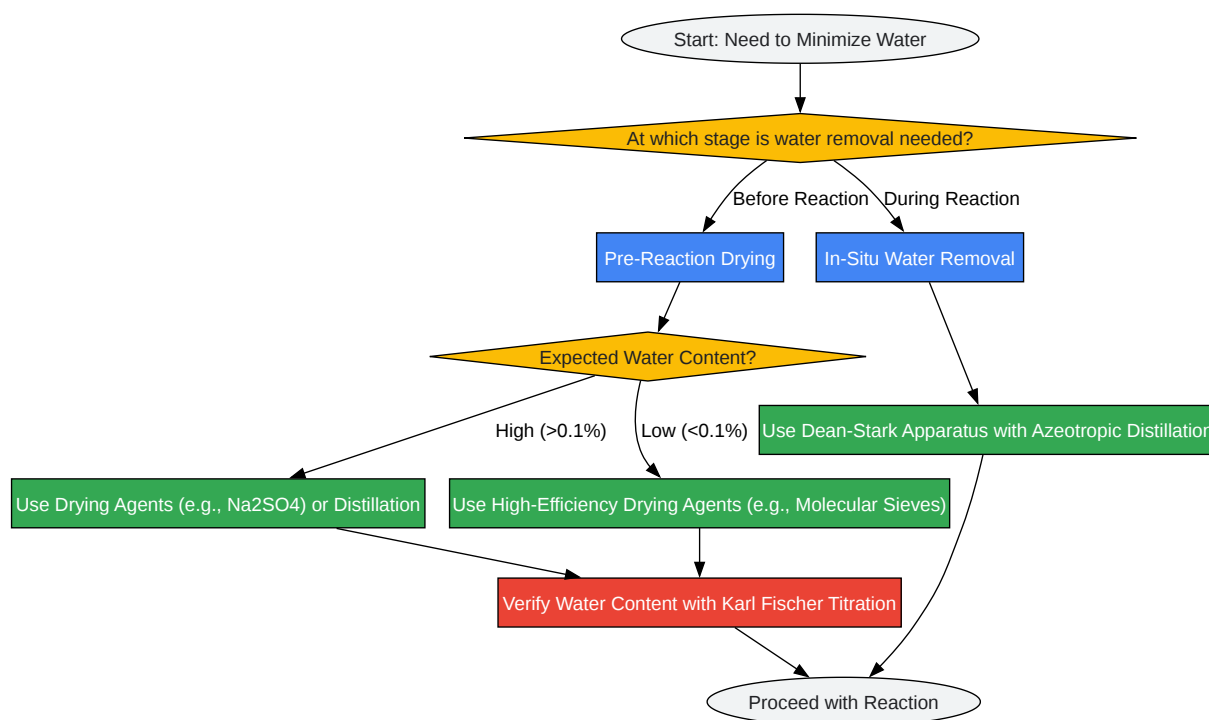 Start: Need to Minimize Water
At which stage is water removal needed?
Before Reaction
During Reaction
Pre-Reaction Drying
In-Situ Water Removal
Expected Water Content?
High (>0.1%)
Low (<0.1%)
Use Dean-Stark Apparatus with Azeotropic Distillation
Use Drying Agents (e.g., Na2SO4) or Distillation
Use High-Efficiency Drying Agents (e.g., Molecular Sieves)
Verify Water Content with Karl Fischer Titration
Proceed with Reaction